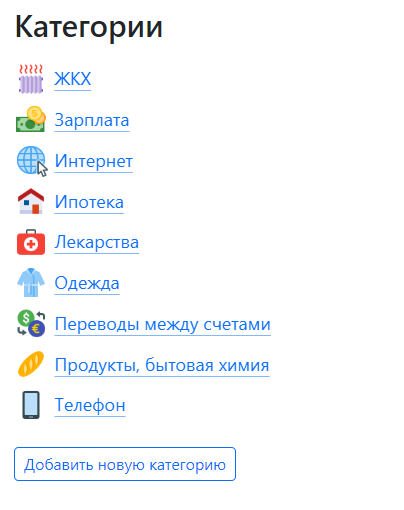 Категории
ЖКХ
Зарплата
Интернет
Ипотека
Лекарства
Одежда
Переводы между счетами
Продукты, бытовая химия
Телефон
Добавить новую категорию